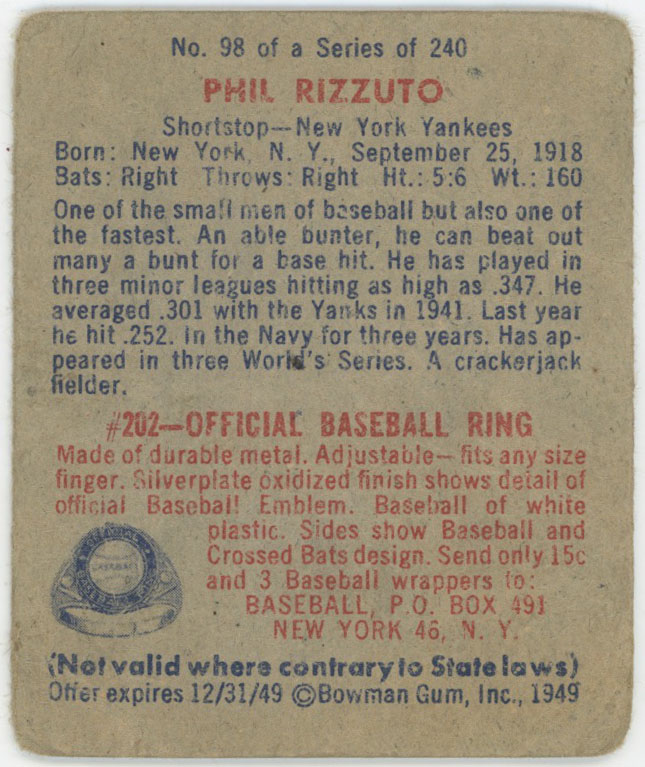 No. 98 of a Series of 240
PHIL RIZZUTO
Shortstop—New York Yankees
Born: New York, N. Y., September 25, 1918
Bats: Right Throws: Right Ht.: 5:6 Wt.: 160
One of the small men of baseball but also one of
the fastest. An able bunter, he can beat out
many a bunt for a base hit. He has played in
three minor leagues hitting as high as .347. He
averaged .301 with the Yanks in 1941. Last year
he hit .252. In the Navy for three years. Has ap-
peared in three World's Series. A crackerjack
fielder.
#202—OFFICIAL BASEBALL RING
Made of durable metal. Adjustable—fits any size
finger. Silverplate oxidized finish shows detail of
official Baseball Emblem. Baseball of white
plastic. Sides show Baseball and
Crossed Bats design. Send only 15c
and 3 Baseball wrappers to:
BASEBALL, P.O. BOX 491
NEW YORK 46, N. Y.
(Not valid where contrary to State laws)
Offer expires 12/31/49 ©Bowman Gum, Inc., 1949